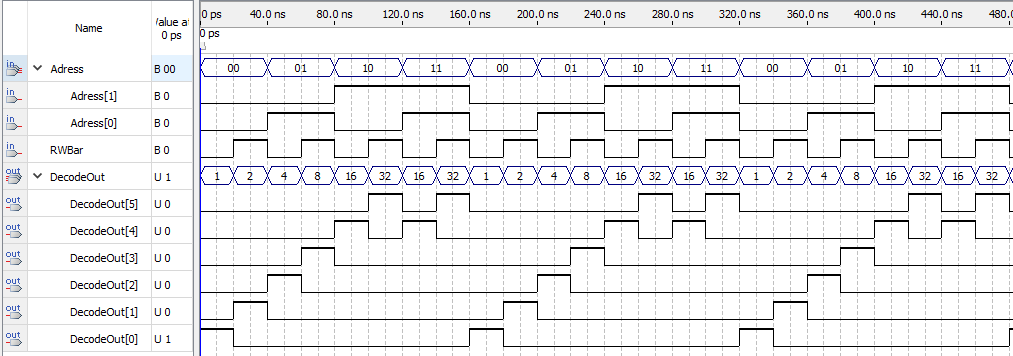 Name Value at 0 ps 0 ps 40.0 ns 80.0 ns 120.0 ns 160.0 ns 200.0 ns 240.0 ns 280.0 ns 320.0 ns 360.0 ns 400.0 ns 440.0 ns 480.
0 ps
in Adress B 00 00 01 10 11 00 01 10 11 00 01 10 11
in Adress[1] B 0
in Adress[0] B 0
in RWBar B 0
out DecodeOut U 1 1 2 4 8 16 32 16 32 1 2 4 8 16 32 16 32 1 2 4 8 16 32 16 32
out DecodeOut[5] U 0
out DecodeOut[4] U 0
out DecodeOut[3] U 0
out DecodeOut[2] U 0
out DecodeOut[1] U 0
out DecodeOut[0] U 1